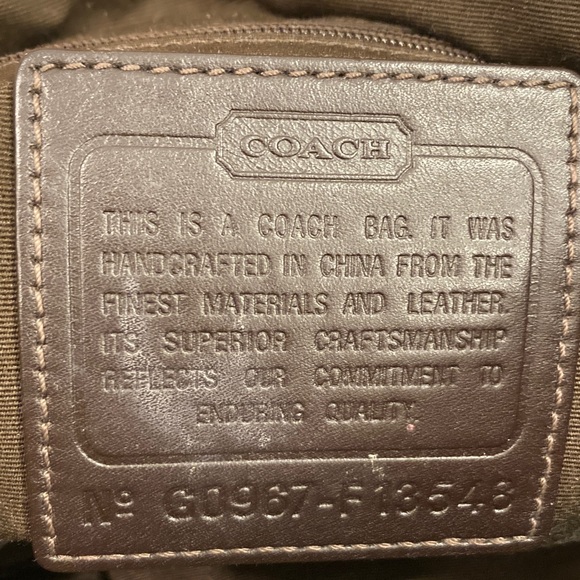 COACH
THIS IS A COACH BAG. IT WAS
HANDCRAFTED IN CHINA FROM THE
FINEST MATERIALS AND LEATHER.
ITS SUPERIOR CRAFTSMANSHIP
REFLECTS OUR COMMITMENT TO
ENDURING QUALITY.
Nº G0967-F13546